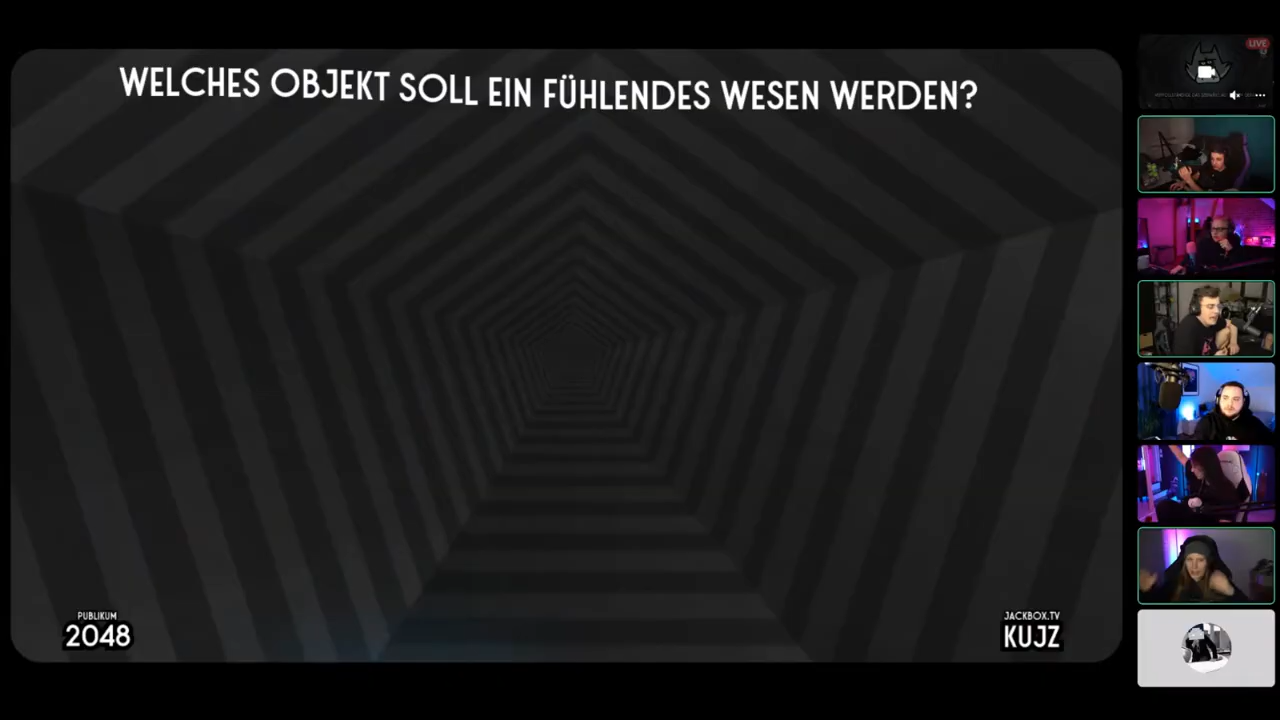 WELCHES OBJEKT SOLL EIN FÜHLENDES WESEN WERDEN?
LIVE
PUBLIKUM
2048
JACKBOX.TV
KUJZ